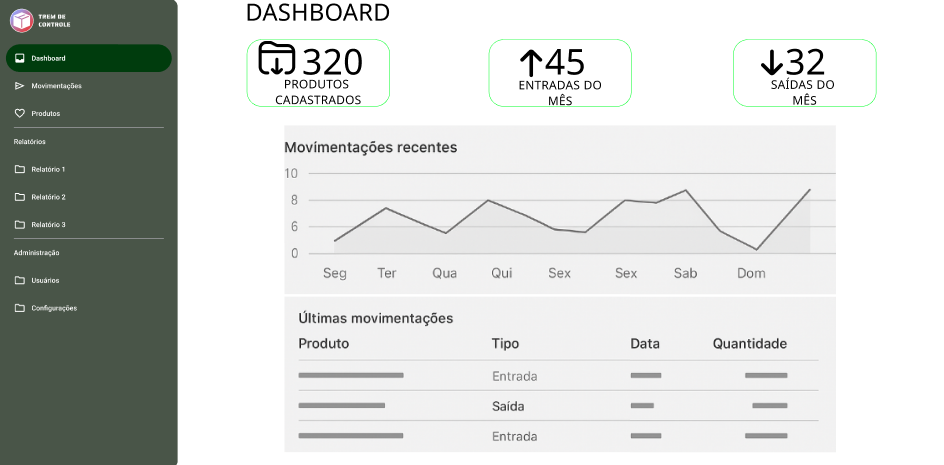 TREM DE
CONTROLE
Dashboard
Movimentações
Produtos
Relatórios
Relatório 1
Relatório 2
Relatório 3
Administração
Usuários
Configurações
DASHBOARD
320
PRODUTOS
CADASTRADOS
45
ENTRADAS DO
MÊS
32
SAÍDAS DO
MÊS
Movimentações recentes
10
8
6
0
Seg Ter Qua Qui Sex Sex Sab Dom
Últimas movimentações
Produto Tipo Data Quantidade
Entrada
Saída
Entrada